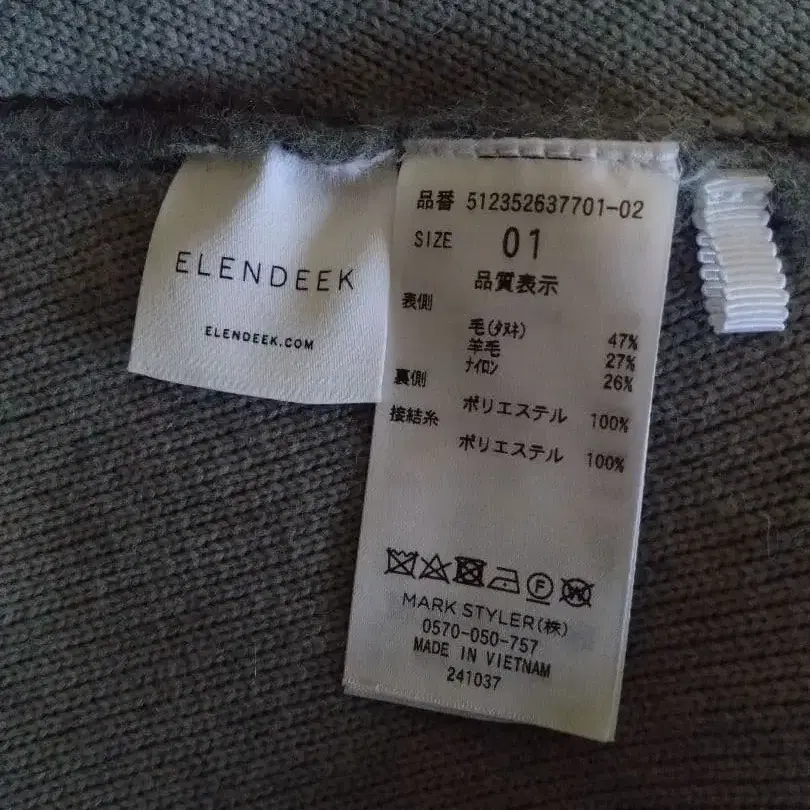 ELENDEEK
ELENDEEK.COM
品番 512352637701-02
SIZE 01
品質表示
表側
毛(タヌキ) 47%
羊毛 27%
ナイロン 26%
裏側
ポリエステル 100%
接結糸
ポリエステル 100%
F W
MARK STYLER(株)
0570-050-757
MADE IN VIETNAM
241037